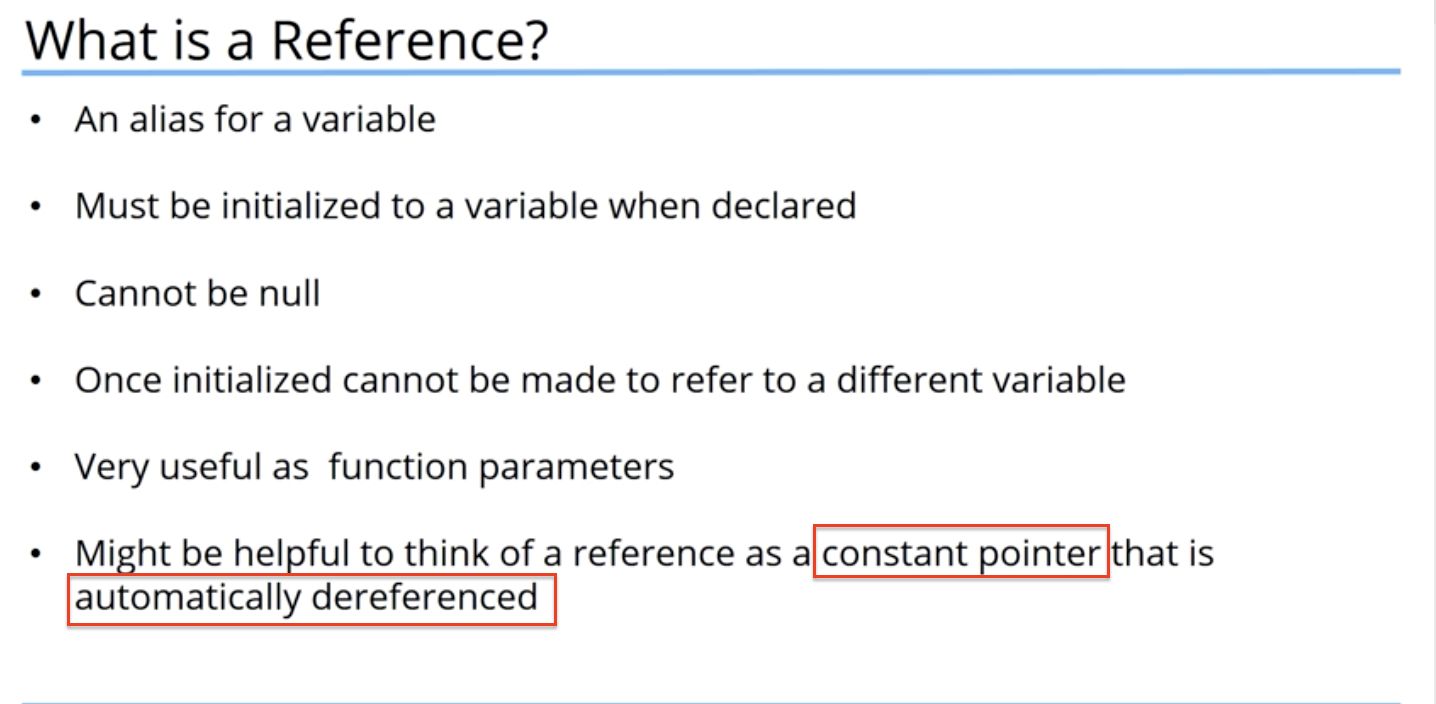 What is a Reference?
• An alias for a variable
• Must be initialized to a variable when declared
• Cannot be null
• Once initialized cannot be made to refer to a different variable
• Very useful as  function parameters
• Might be helpful to think of a reference as a constant pointer that is
automatically dereferenced